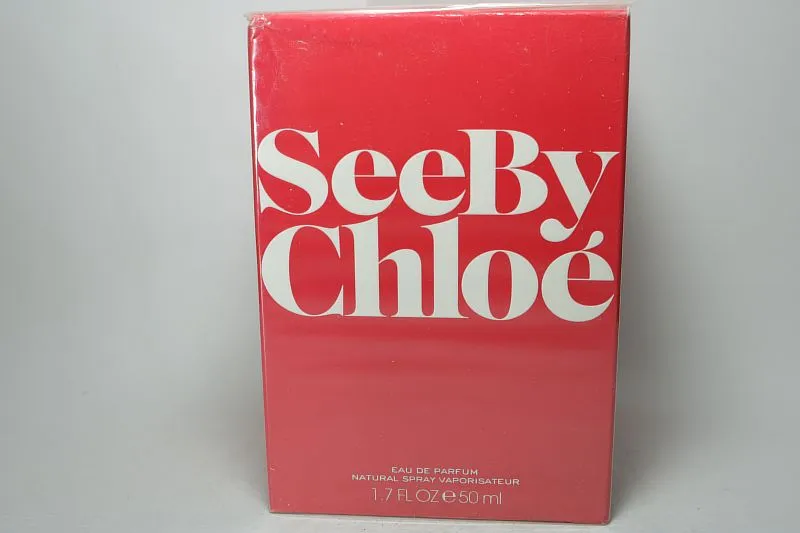 SeeBy
Chloé
EAU DE PARFUM
NATURAL SPRAY VAPORISATEUR
1.7 FL OZ ℮ 50 ml